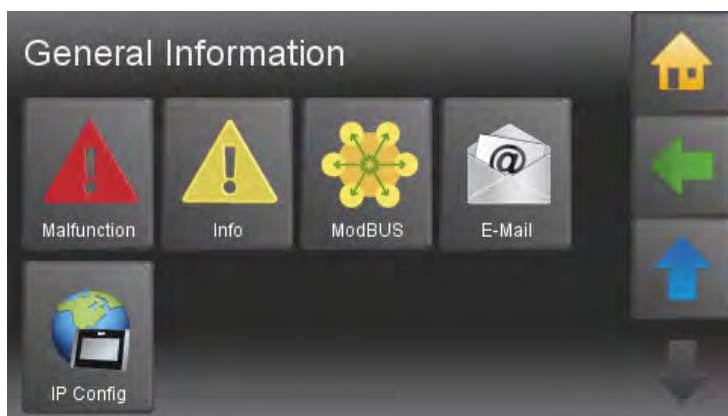 General Information
Malfunction
Info
ModBUS
@
E-Mail
IP Config